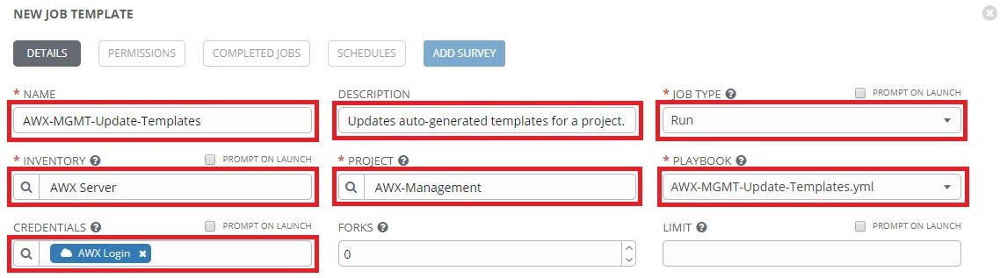 NEW JOB TEMPLATE
DETAILS PERMISSIONS COMPLETED JOBS SCHEDULES ADD SURVEY
* NAME DESCRIPTION * JOB TYPE ? PROMPT ON LAUNCH
AWX-MGMT-Update-Templates Updates auto-generated templates for a project. Run
* INVENTORY ? PROMPT ON LAUNCH * PROJECT ? * PLAYBOOK ?
AWX Server AWX-Management AWX-MGMT-Update-Templates.yml
CREDENTIALS ? PROMPT ON LAUNCH FORKS ? LIMIT ? PROMPT ON LAUNCH
AWX Login 0